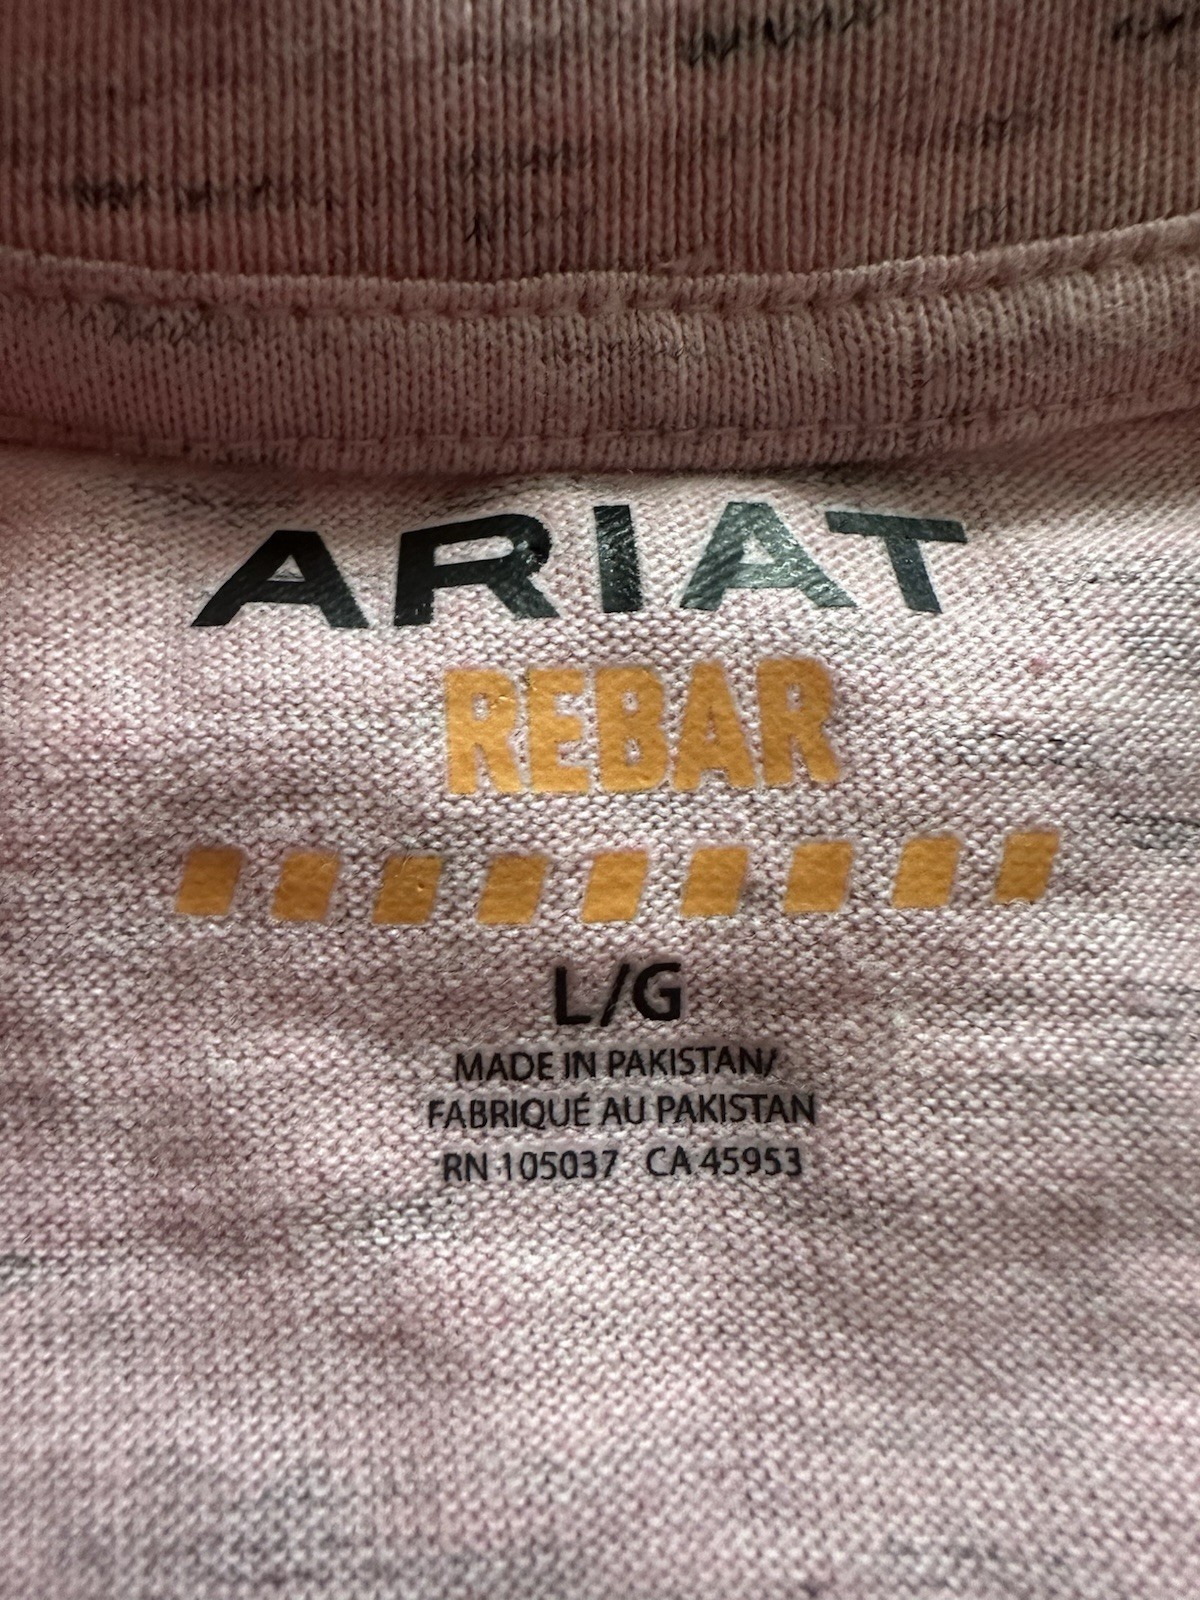 ARIAT
REBAR
L/G
MADE IN PAKISTAN/
FABRIQUÉ AU PAKISTAN
RN 105037 CA 45953